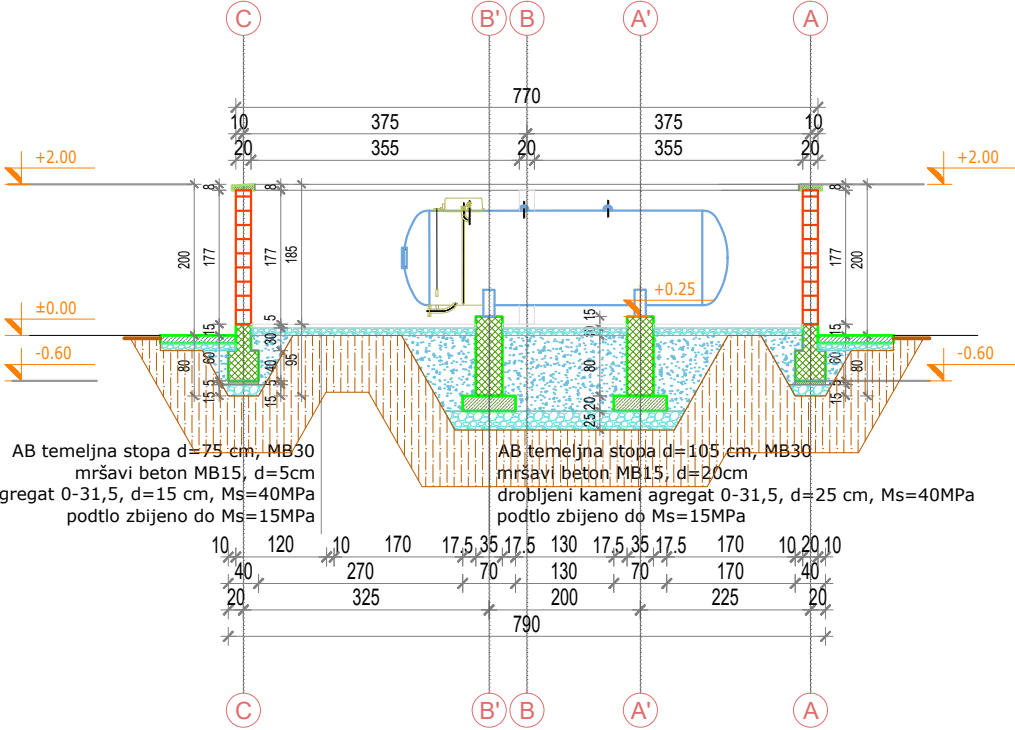 C B' B A' A
770
10 375 375 10
20 355 20 355 20
+2.00 +2.00
8 8
200 177 177 185 177 200
+0.25
±0.00
15 5 15 15
-0.60 -0.60
80 60 30 40 95 80 60 80
15 5 5 15 20 25 5 15
AB temeljna stopa d=75 cm, MB30
mršavi beton MB15, d=5cm
gregat 0-31,5, d=15 cm, Ms=40MPa
podtlo zbijeno do Ms=15MPa
AB temeljna stopa d=105 cm, MB30
mršavi beton MB15, d=20cm
drobljeni kameni agregat 0-31,5, d=25 cm, Ms=40MPa
podtlo zbijeno do Ms=15MPa
10 120 10 170 17.5 35 17.5 130 17.5 35 17.5 170 10 20 10
40 270 70 130 70 170 40
20 325 200 225 20
790
C B' B A' A